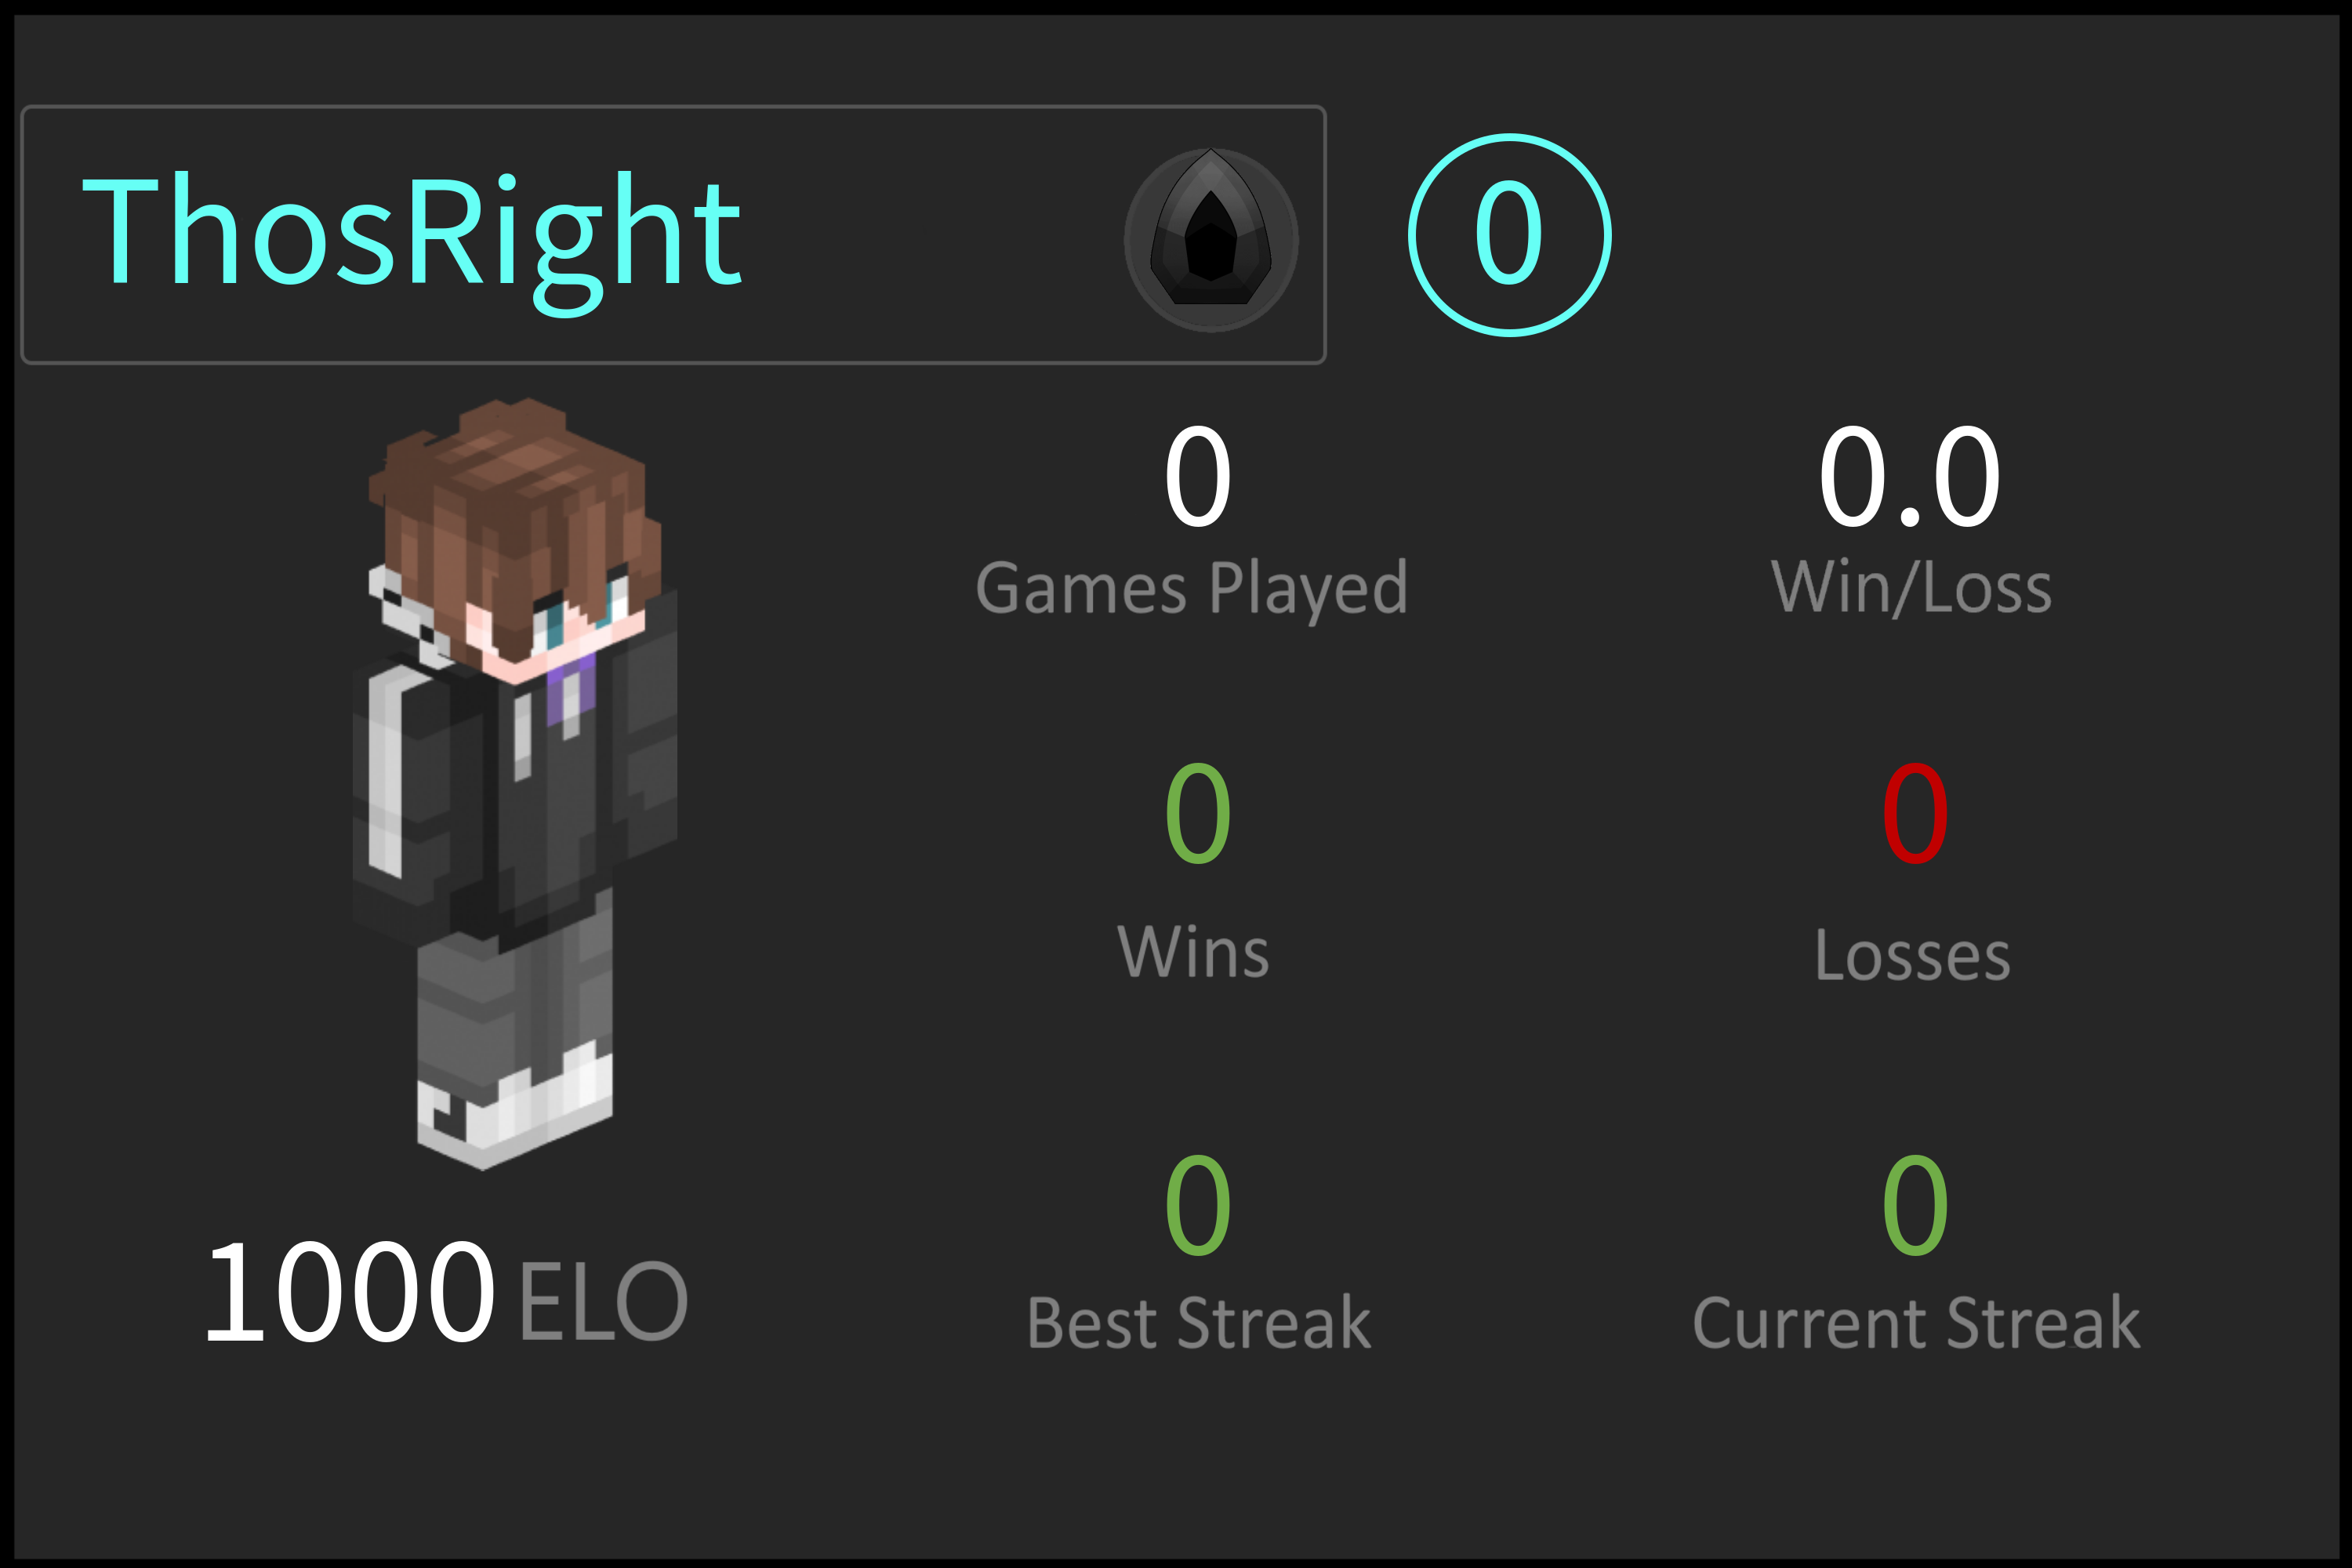 ThosRight
0
0
0.0
Games Played
Win/Loss
0
0
Wins
Losses
0
0
1000 ELO
Best Streak
Current Streak